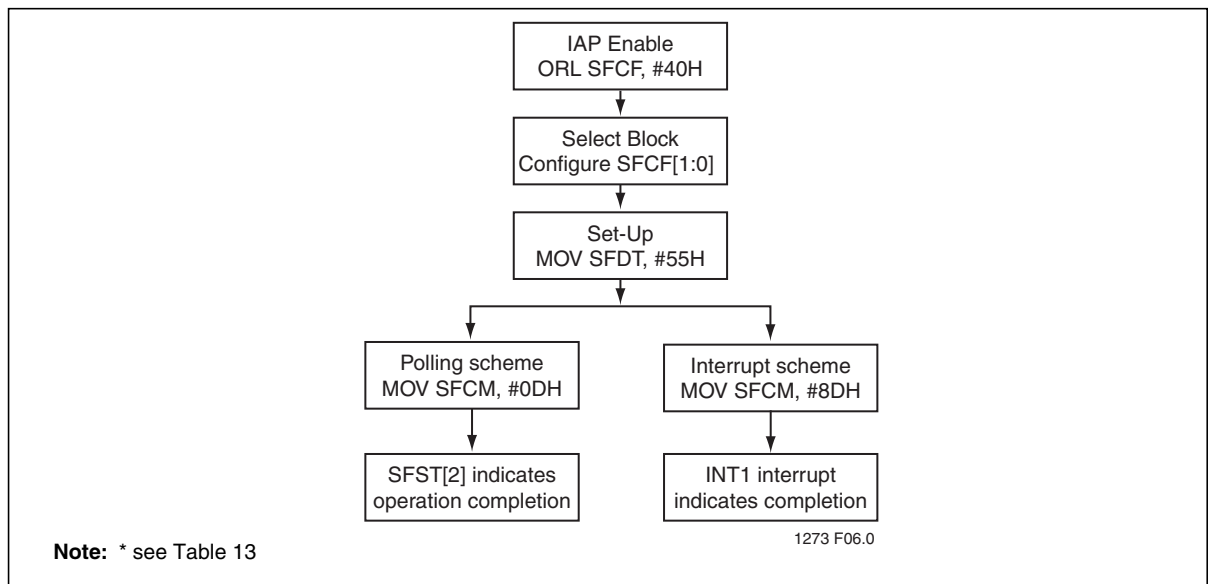 IAP Enable
ORL SFCF, #40H
Select Block
Configure SFCF[1:0]
Set-Up
MOV SFDT, #55H
Polling scheme
MOV SFCM, #0DH
Interrupt scheme
MOV SFCM, #8DH
SFST[2] indicates
operation completion
INT1 interrupt
indicates completion
1273 F06.0
Note: * see Table 13